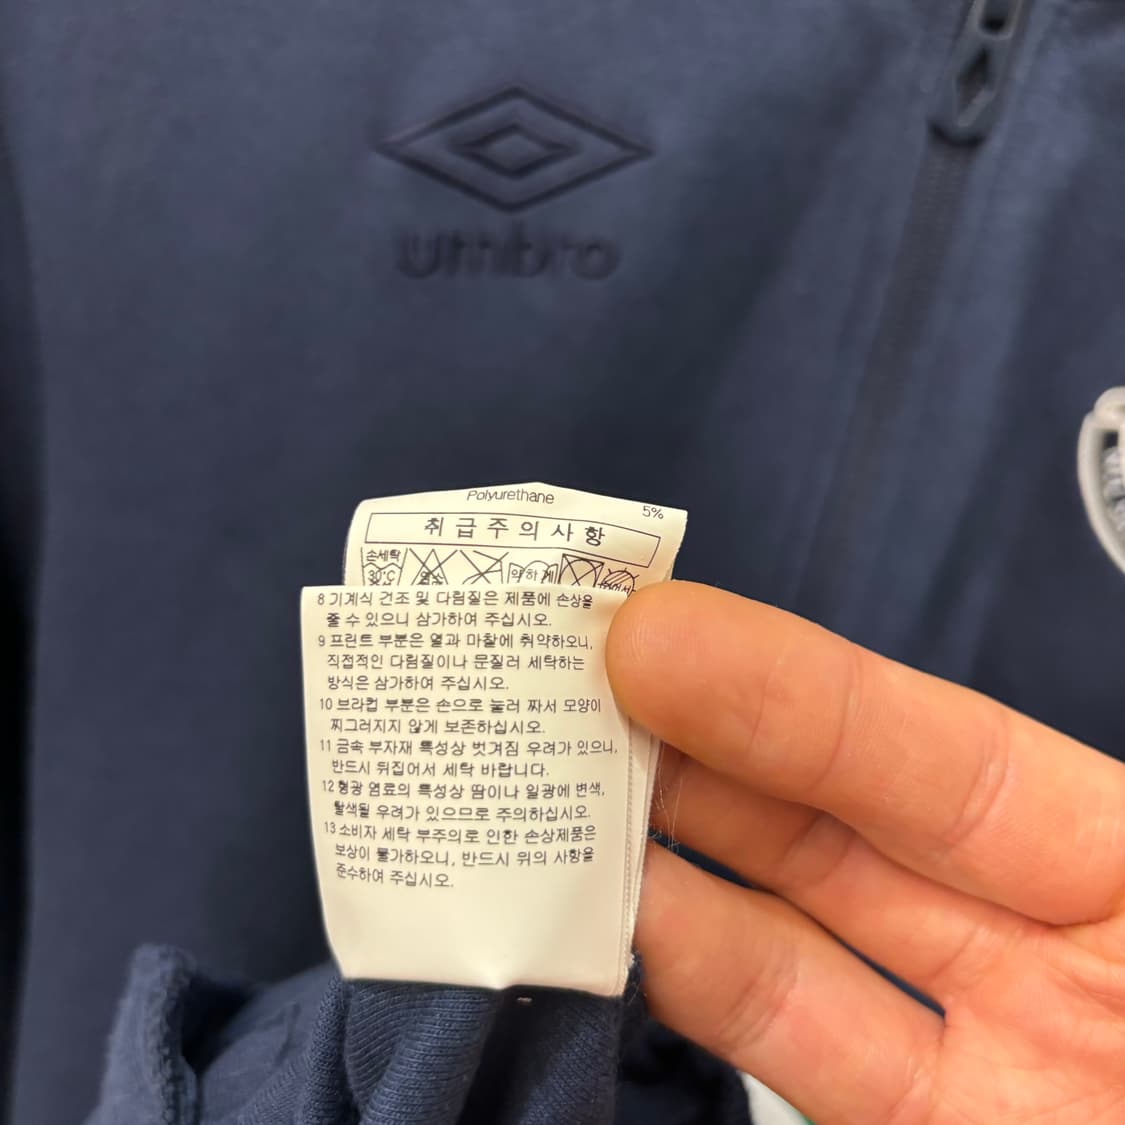 umbro
Polyurethane
5%
취급주의사항
손세탁
30°C
염소
약하게
8 기계식 건조 및 다림질은 제품에 손상을
줄 수 있으니 삼가하여 주십시오.
9 프린트 부분은 열과 마찰에 취약하오니,
직접적인 다림질이나 문질러 세탁하는
방식은 삼가하여 주십시오.
10 브라컵 부분은 손으로 눌러 짜서 모양이
찌그러지지 않게 보존하십시오.
11 금속 부자재 특성상 벗겨짐 우려가 있으니,
반드시 뒤집어서 세탁 바랍니다.
12 형광 염료의 특성상 땀이나 일광에 변색,
탈색될 우려가 있으므로 주의하십시오.
13 소비자 세탁 부주의로 인한 손상제품은
보상이 불가하오니, 반드시 위의 사항을
준수하여 주십시오.